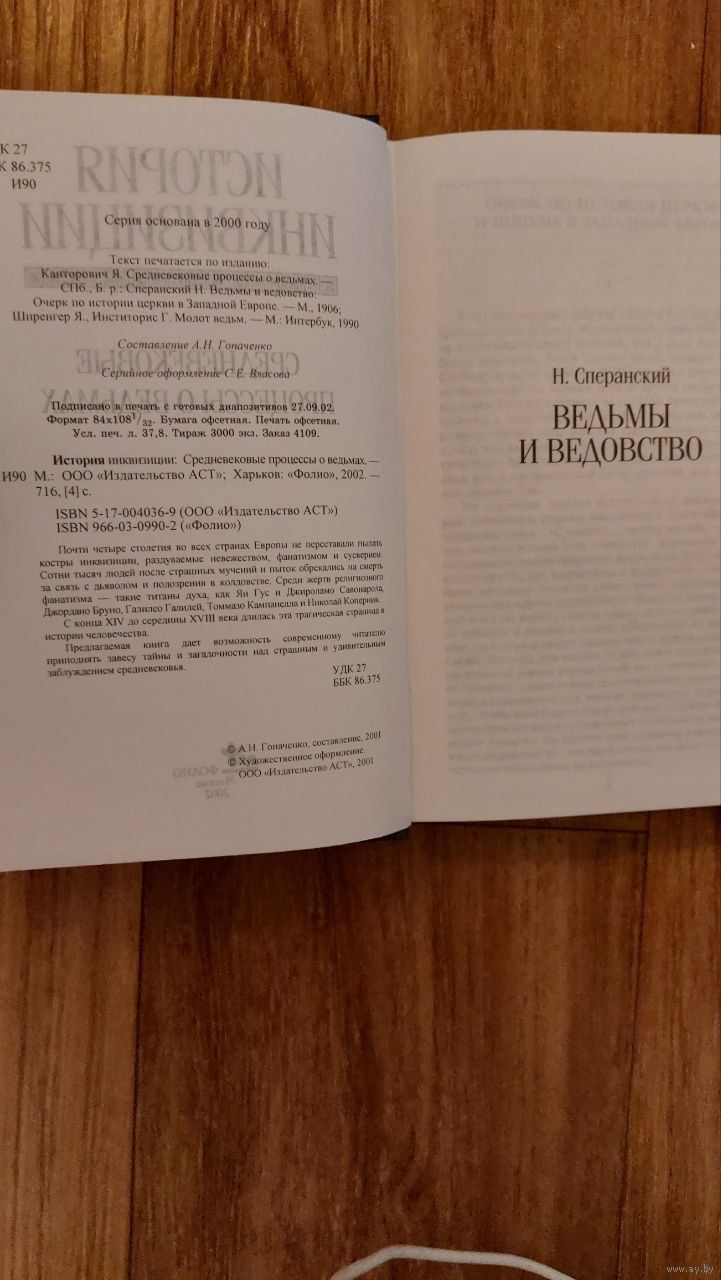 К 27
К 86.375
И90
Серия основана в 2000 году
Текст печатается по изданию:
Канторович Я. Средневековые процессы о ведьмах. —
СПб., Б. р.; Сперанский Н. Ведьмы и ведовство:
Очерк по истории церкви в Западной Европе. — М., 1906;
Шпренгер Я., Инститорис Г. Молот ведьм. — М.: Интербук, 1990
Составление А.Н. Гопаченко
Серийное оформление С.Е. Власова
Подписано в печать с готовых диапозитивов 27.09.02.
Формат 84х108 1/32. Бумага офсетная. Печать офсетная.
Усл. печ. л. 37,8. Тираж 3000 экз. Заказ 4109.
История инквизиции: Средневековые процессы о ведьмах. —
И90 М.: ООО «Издательство АСТ»; Харьков: «Фолио», 2002. —
716, [4] с.
ISBN 5-17-004036-9 (ООО «Издательство АСТ»)
ISBN 966-03-0990-2 («Фолио»)
Почти четыре столетия во всех странах Европы не переставали пылать
костры инквизиции, раздуваемые невежеством, фанатизмом и суеверием.
Сотни тысяч людей после страшных мучений и пыток обрекались на смерть
за связь с дьяволом и подозрения в колдовстве. Среди жертв религиозного
фанатизма — такие титаны духа, как Ян Гус и Джироламо Савонарола,
Джордано Бруно, Галилео Галилей, Томмазо Кампанелла и Николай Коперник.
С конца XIV до середины XVIII века длилась эта трагическая страница в
истории человечества.
Предлагаемая книга дает возможность современному читателю
приподнять завесу тайны и загадочности над страшным и удивительным
заблуждением средневековья.
УДК 27
ББК 86.375
© А.Н. Гопаченко, составление, 2001
© Художественное оформление.
ООО «Издательство АСТ», 2001
Н. Сперанский
ВЕДЬМЫ
И ВЕДОВСТВО
www.ay.by